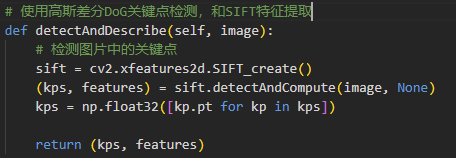 # 使用高斯差分DoG关键点检测，和SIFT特征提取
def detectAndDescribe(self, image):
# 检测图片中的关键点
sift = cv2.xfeatures2d.SIFT_create()
(kps, features) = sift.detectAndCompute(image, None)
kps = np.float32([kp.pt for kp in kps])
return (kps, features)